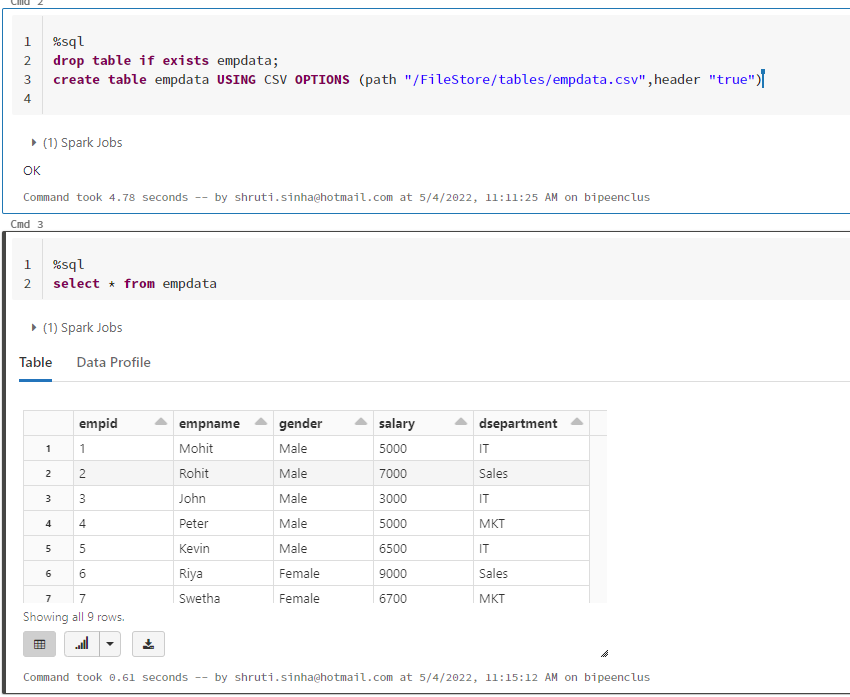 Cmd 2
1 %sql
2 drop table if exists empdata;
3 create table empdata USING CSV OPTIONS (path "/FileStore/tables/empdata.csv",header "true")
4
(1) Spark Jobs
OK
Command took 4.78 seconds -- by shruti.sinha@hotmail.com at 5/4/2022, 11:11:25 AM on bipeenclus
Cmd 3
1 %sql
2 select * from empdata
(1) Spark Jobs
Table Data Profile
empid empname gender salary dsepartment
1 1 Mohit Male 5000 IT
2 2 Rohit Male 7000 Sales
3 3 John Male 3000 IT
4 4 Peter Male 5000 MKT
5 5 Kevin Male 6500 IT
6 6 Riya Female 9000 Sales
7 7 Swetha Female 6700 MKT
Showing all 9 rows.
Command took 0.61 seconds -- by shruti.sinha@hotmail.com at 5/4/2022, 11:15:12 AM on bipeenclus